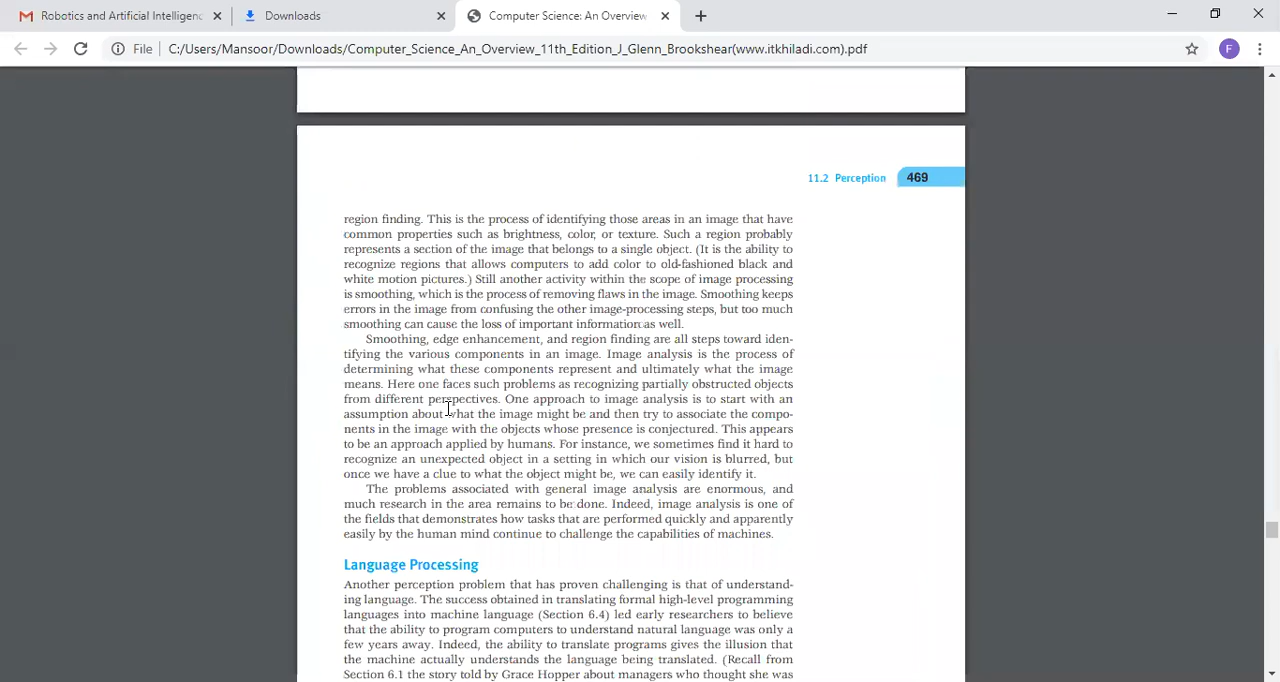 Robotics and Artificial Intelligenc
Downloads
Computer Science: An Overview
File
C:/Users/Mansoor/Downloads/Computer_Science_An_Overview_11th_Edition_J_Glenn_Brookshear(www.itkhiladi.com).pdf
F
11.2 Perception 469
region finding. This is the process of identifying those areas in an image that have
common properties such as brightness, color, or texture. Such a region probably
represents a section of the image that belongs to a single object. (It is the ability to
recognize regions that allows computers to add color to old-fashioned black and
white motion pictures.) Still another activity within the scope of image processing
is smoothing, which is the process of removing flaws in the image. Smoothing keeps
errors in the image from confusing the other image-processing steps, but too much
smoothing can cause the loss of important information as well.
Smoothing, edge enhancement, and region finding are all steps toward iden-
tifying the various components in an image. Image analysis is the process of
determining what these components represent and ultimately what the image
means. Here one faces such problems as recognizing partially obstructed objects
from different perspectives. One approach to image analysis is to start with an
assumption about what the image might be and then try to associate the compo-
nents in the image with the objects whose presence is conjectured. This appears
to be an approach applied by humans. For instance, we sometimes find it hard to
recognize an unexpected object in a setting in which our vision is blurred, but
once we have a clue to what the object might be, we can easily identify it.
The problems associated with general image analysis are enormous, and
much research in the area remains to be done. Indeed, image analysis is one of
the fields that demonstrates how tasks that are performed quickly and apparently
easily by the human mind continue to challenge the capabilities of machines.
Language Processing
Another perception problem that has proven challenging is that of understand-
ing language. The success obtained in translating formal high-level programming
languages into machine language (Section 6.4) led early researchers to believe
that the ability to program computers to understand natural language was only a
few years away. Indeed, the ability to translate programs gives the illusion that
the machine actually understands the language being translated. (Recall from
Section 6.1 the story told by Grace Hopper about managers who thought she was